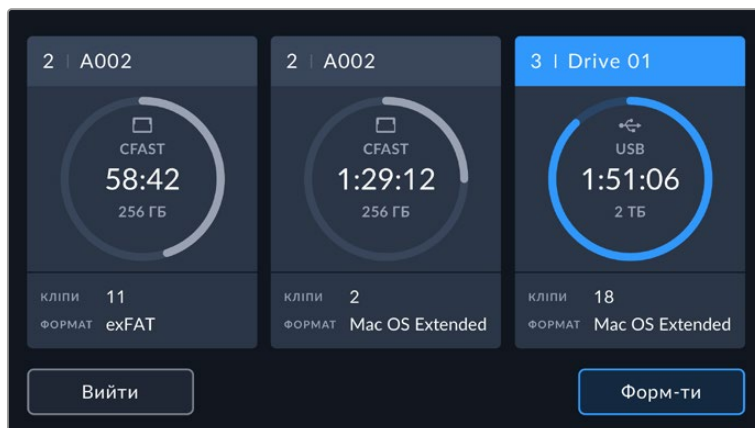 2 | A002
CFAST
58:42
256 ГБ
КЛІПИ 11
ФОРМАТ exFAT
2 | A002
CFAST
1:29:12
256 ГБ
КЛІПИ 2
ФОРМАТ Mac OS Extended
3 | Drive 01
USB
1:51:06
2 ТБ
КЛІПИ 18
ФОРМАТ Mac OS Extended
Вийти
Форм-ти